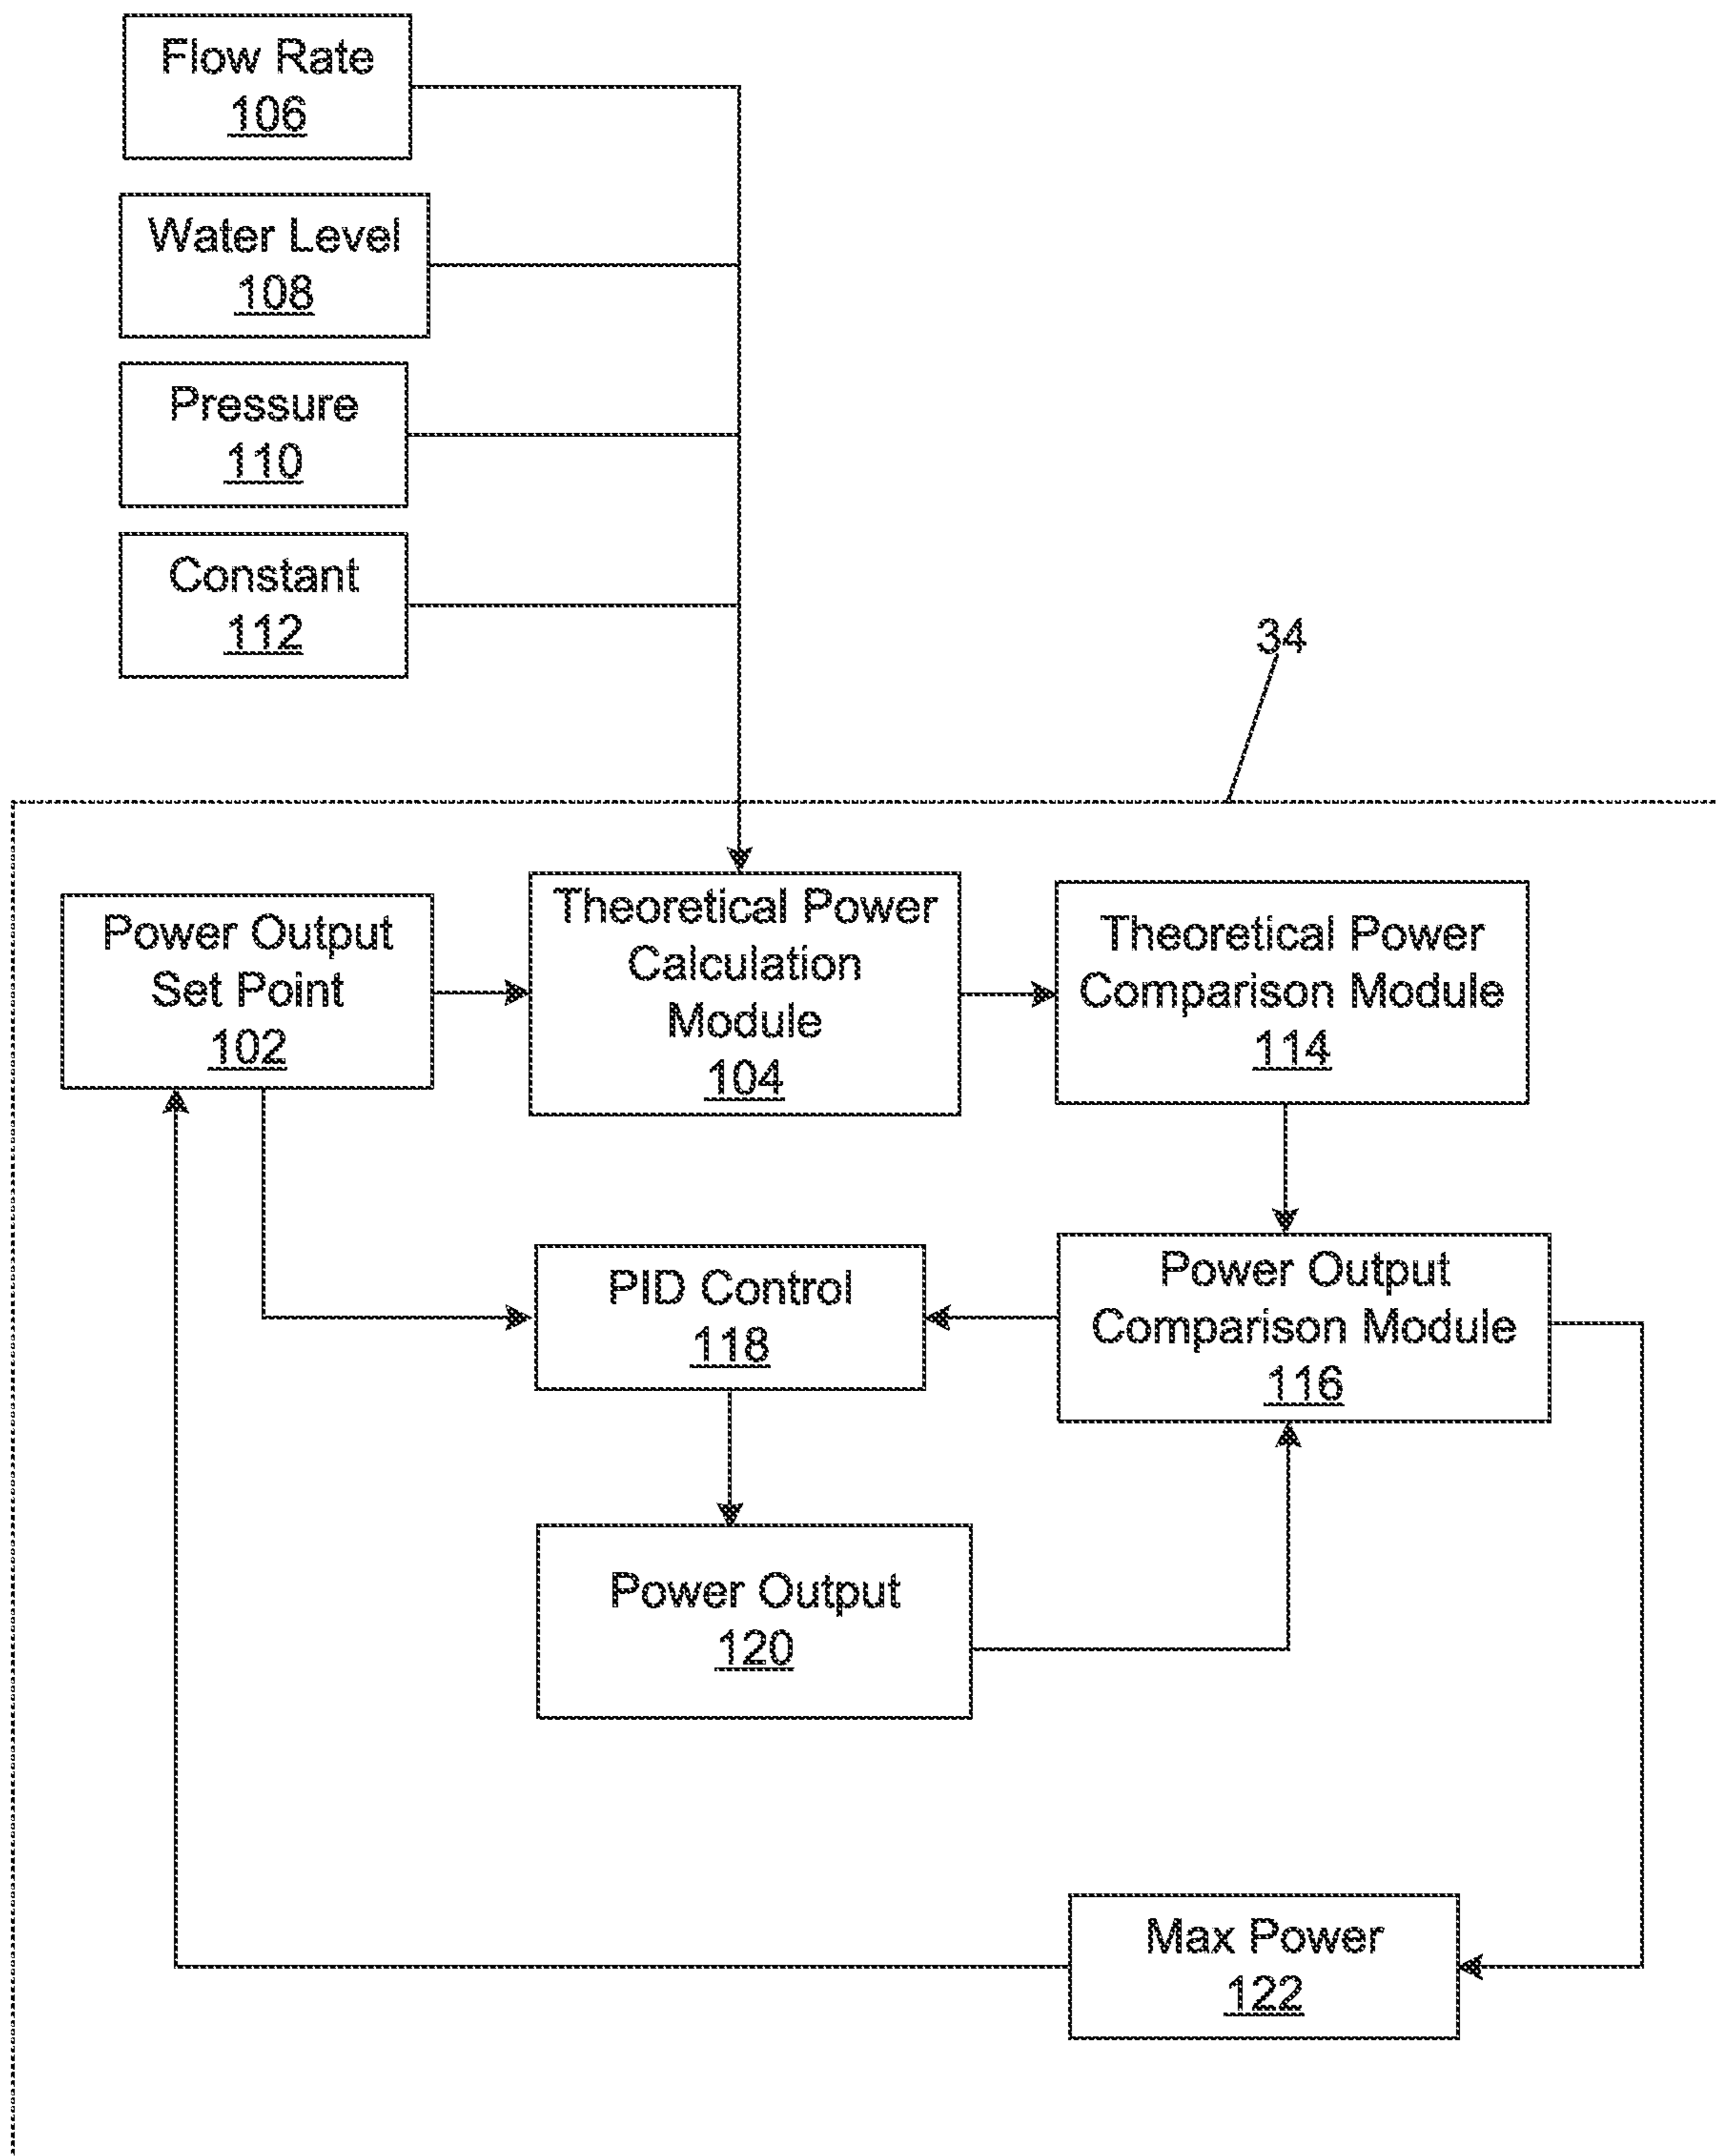 Flow Rate
106
Water Level
108
Pressure
110
Constant
112
34
Power Output
Set Point
102
Theoretical Power
Calculation
Module
104
Theoretical Power
Comparison Module
114
PID Control
118
Power Output
Comparison Module
116
Power Output
120
Max Power
122